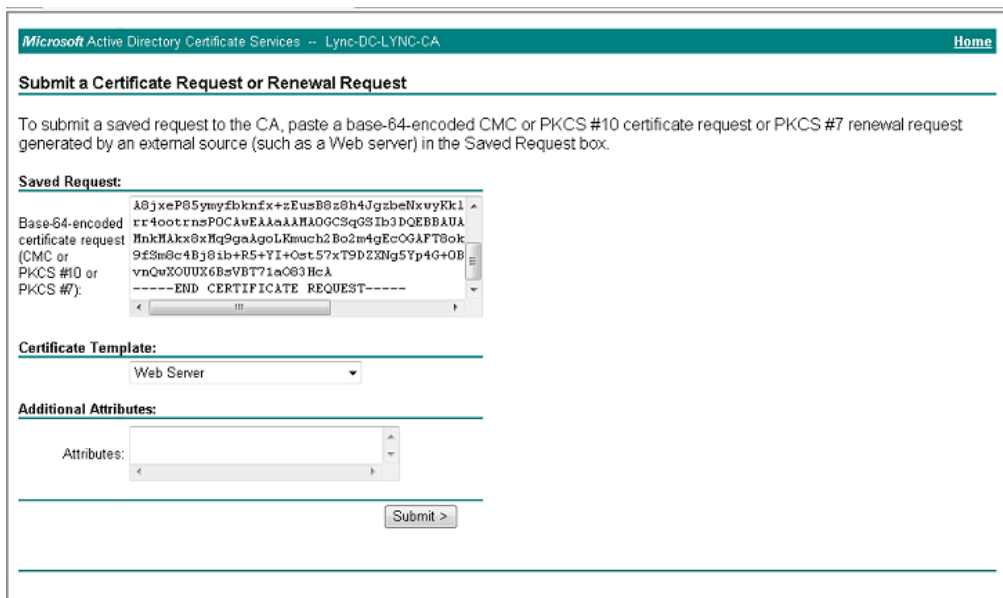 Microsoft Active Directory Certificate Services -- Lync-DC-LYNC-CA Home
Submit a Certificate Request or Renewal Request
To submit a saved request to the CA, paste a base-64-encoded CMC or PKCS #10 certificate request or PKCS #7 renewal request
generated by an external source (such as a Web server) in the Saved Request box.
Saved Request:
Base-64-encoded
certificate request
(CMC or
PKCS #10 or
PKCS #7):
A8jxeP85ymyfbknfx+zEusB8z8h4JgzbeNxwyKk1
rr4ootrnsPOCAwEAAaAAMA0GCSqGSIb3DQEBBAUA
MnkMAkx8xMq9gaAgoLKmuch2Bo2m4gEcOGAFT8ok
9fSm8c4Bj8ib+R5+YI+Ost57xT9DZXNg5Yp4G+OB
vnQwXOUUX6BsVBT71aO83HcA
-----END CERTIFICATE REQUEST-----
Certificate Template:
Web Server
Additional Attributes:
Attributes:
Submit >